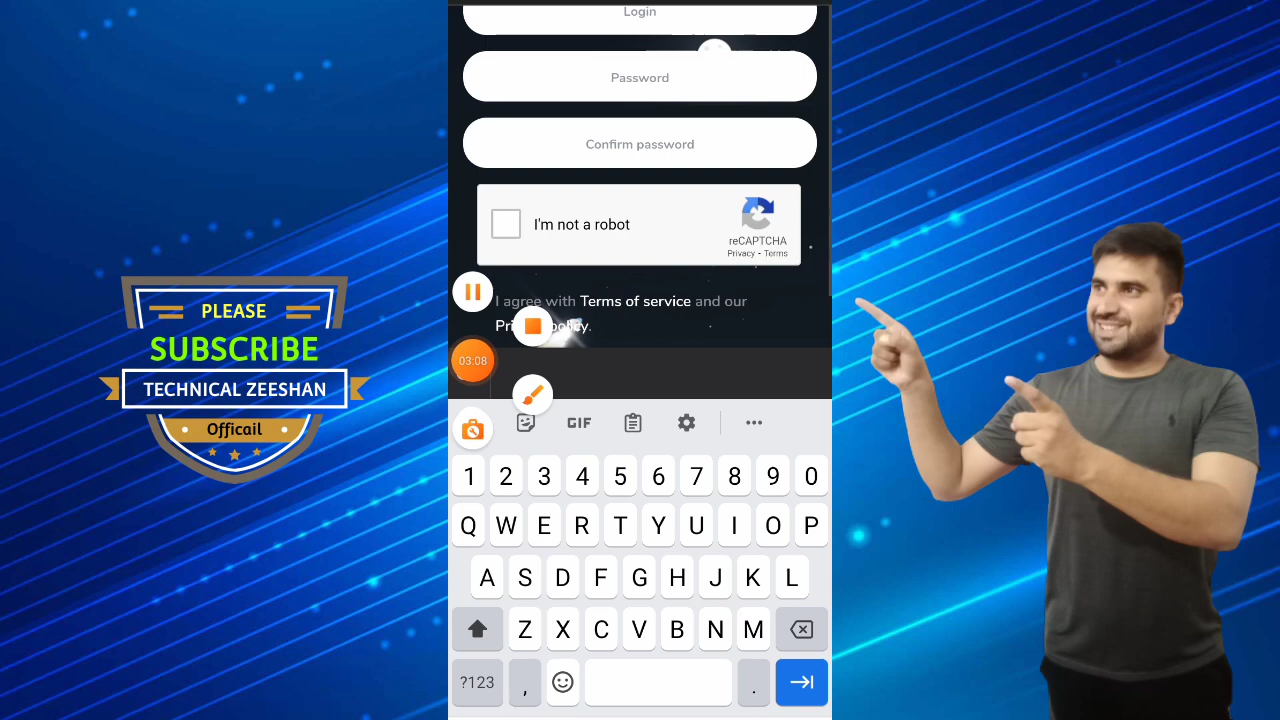 Login
Password
Confirm password
I'm not a robot
reCAPTCHA
Privacy - Terms
I agree with Terms of service and our
policy.
03:08
PLEASE
SUBSCRIBE
TECHNICAL ZEESHAN
Officail
GIF
1 2 3 4 5 6 7 8 9 0
Q W E R T Y U I O P
A S D F G H J K L
Z X C V B N M
?123 , .